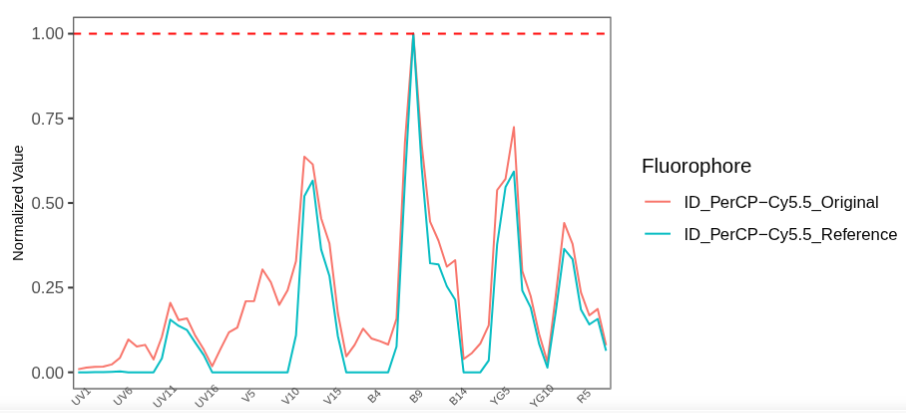 1.00
0.75
0.50
0.25
0.00
Normalized Value
UV1
UV6
UV11
UV16
V5
V10
V15
B4
B9
B14
YG5
YG10
R5
Fluorophore
ID_PerCP−Cy5.5_Original
ID_PerCP−Cy5.5_Reference